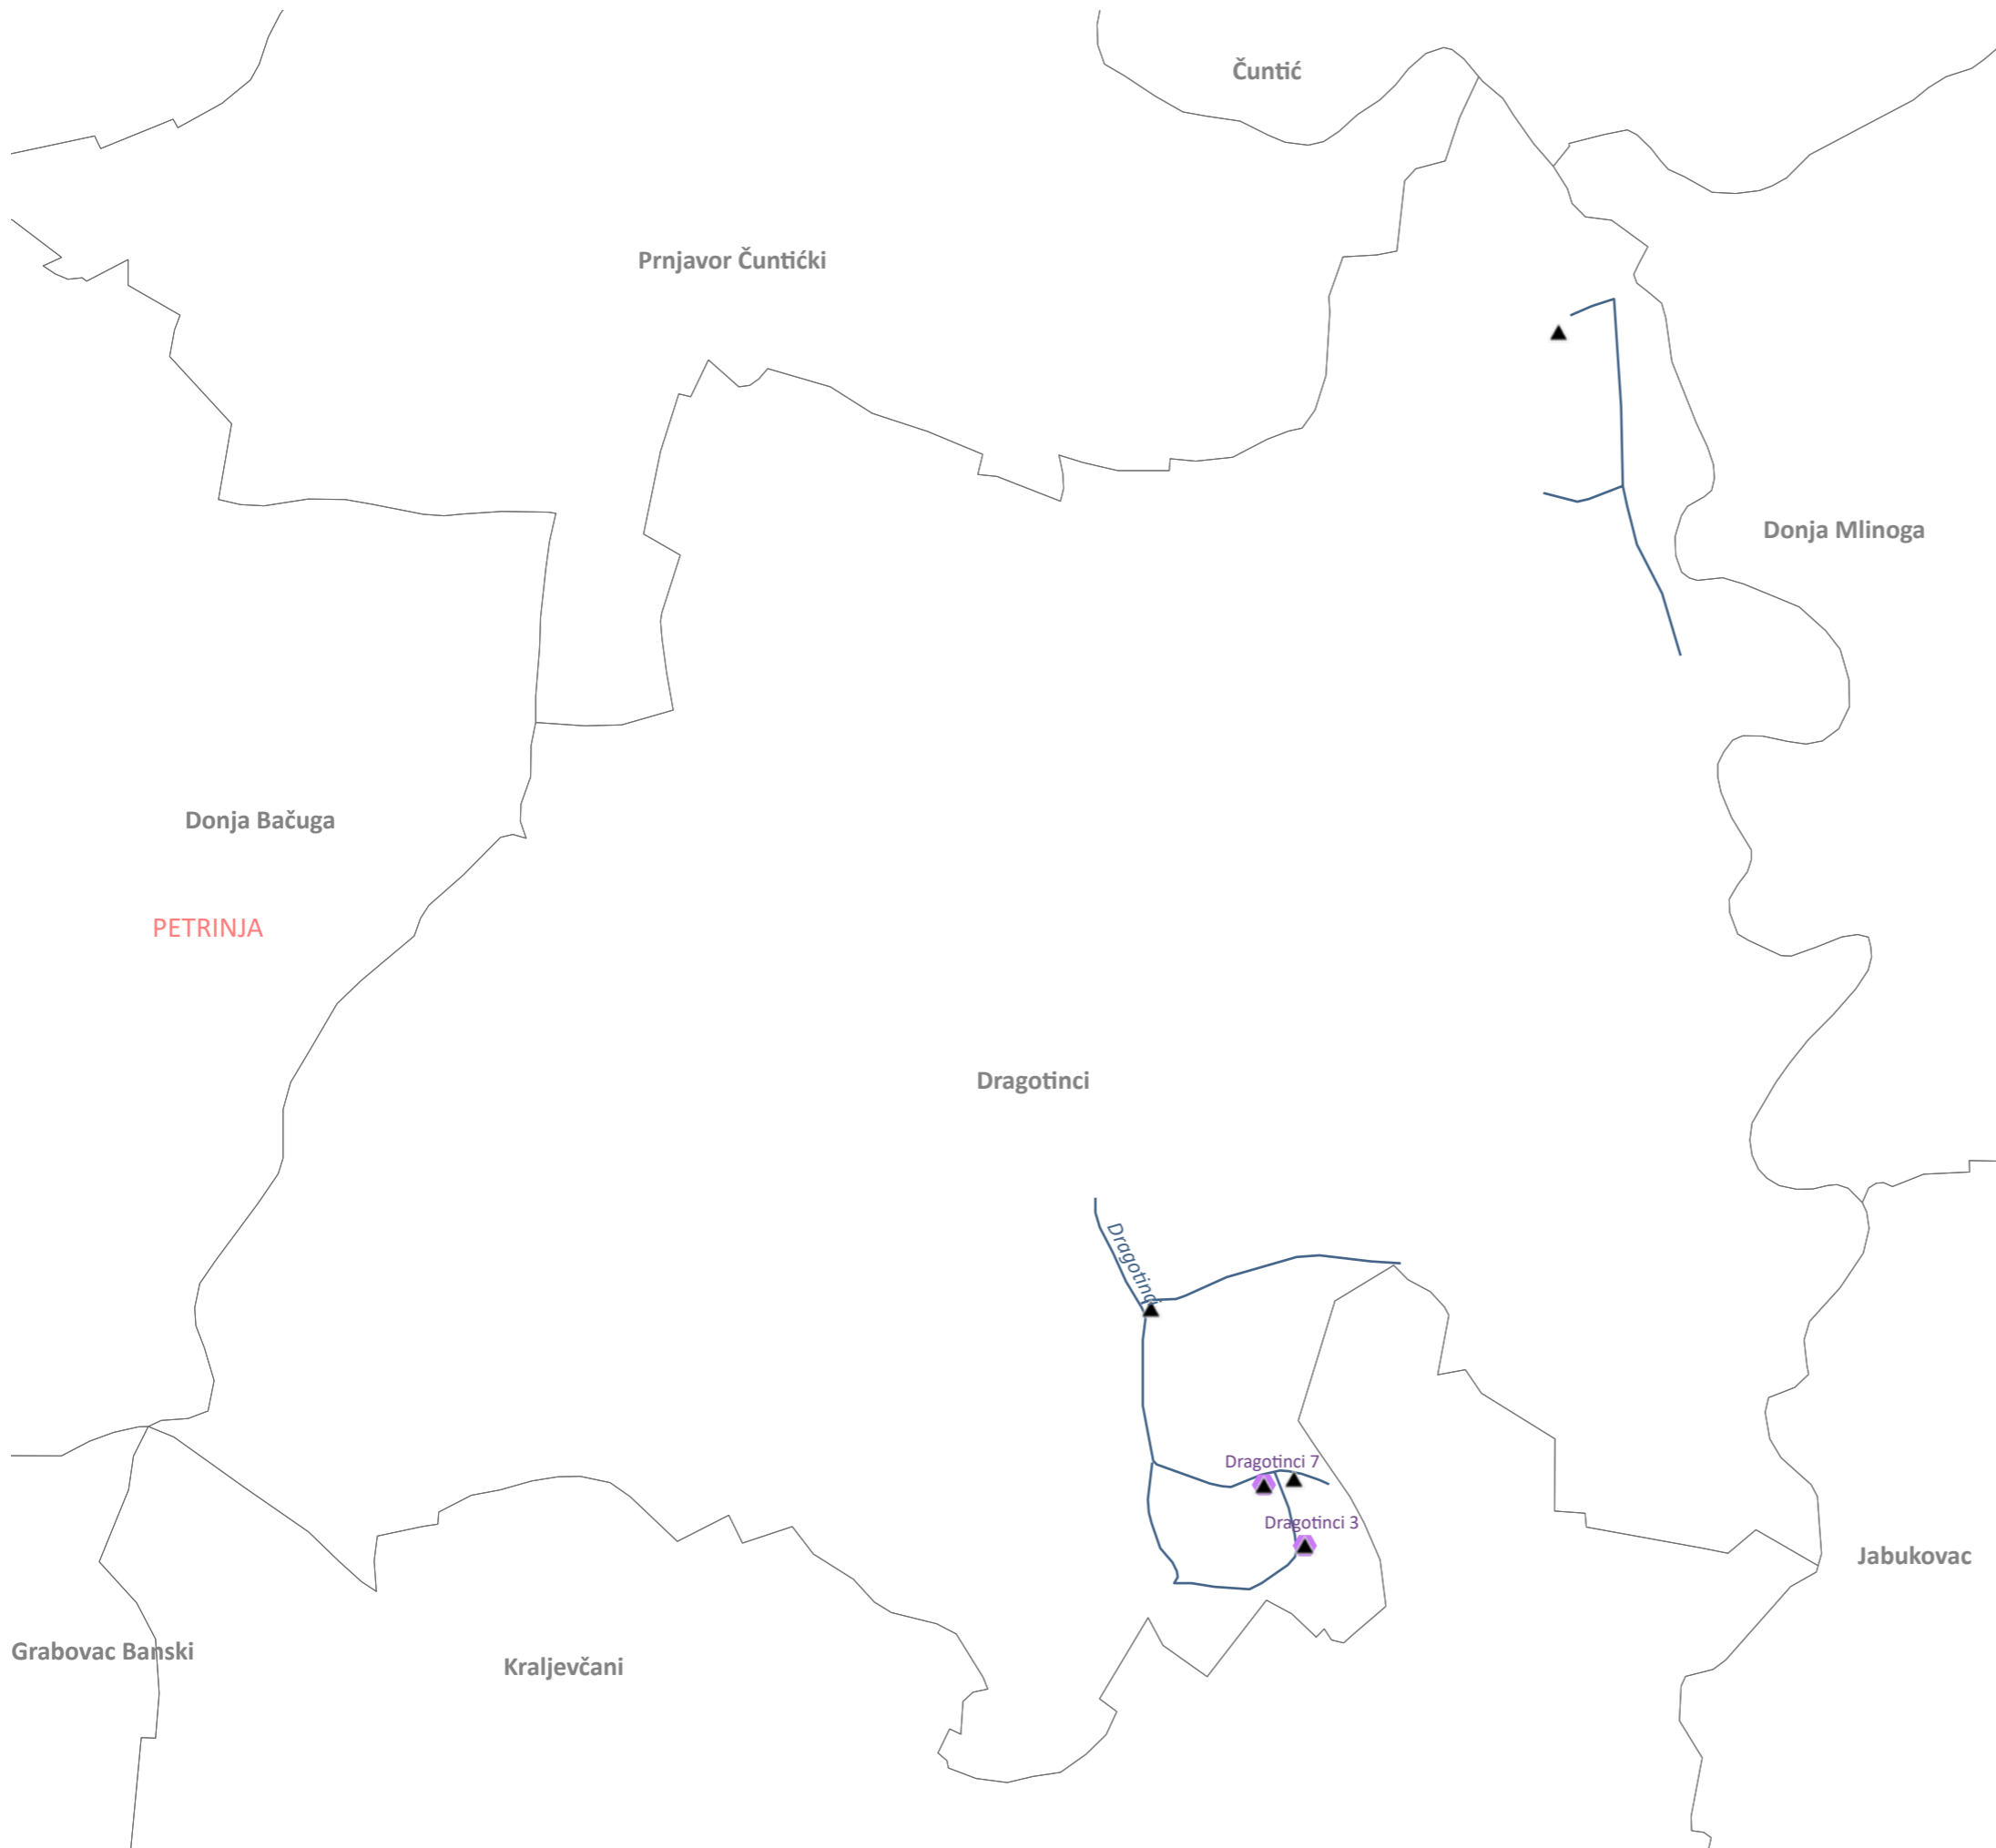 Čuntić
Prnjavor Čuntićki
Donja Mlinoga
Donja Bačuga
PETRINJA
Dragotinci
Dragotinci
Dragotinci 7
Dragotinci 3
Jabukovac
Grabovac Banski
Kraljevčani